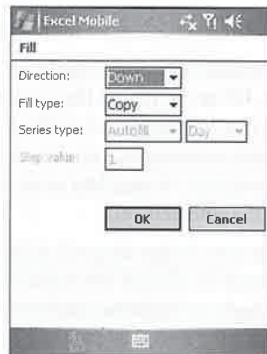 Excel Mobile
Fill
Direction: Down
Fill type: Copy
Series type: Autofill Day
Step value: 1
OK Cancel